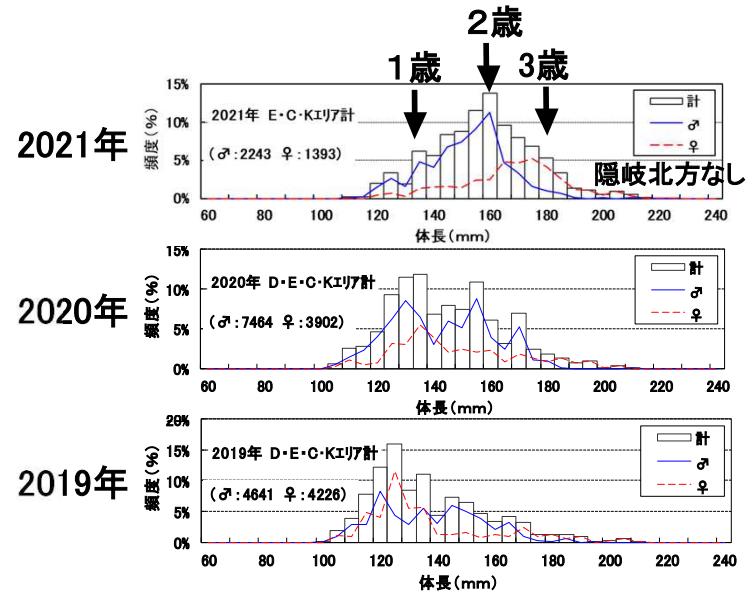 1歳
2歳
3歳
2021年
15%
10%
5%
0%
頻度(%)
2021年 E・C・Kエリア計
(♂:2243 ♀:1393)
計
♂
♀
隠岐北方なし
60 80 100 120 140 160 180 200 220 240
体長(mm)
2020年
15%
10%
5%
0%
頻度(%)
2020年 D・E・C・Kエリア計
(♂:7464 ♀:3902)
計
♂
♀
60 80 100 120 140 160 180 200 220 240
体長(mm)
2019年
20%
15%
10%
5%
0%
頻度(%)
2019年 D・E・C・Kエリア計
(♂:4641 ♀:4226)
計
♂
♀
60 80 100 120 140 160 180 200 220 240
体長(mm)